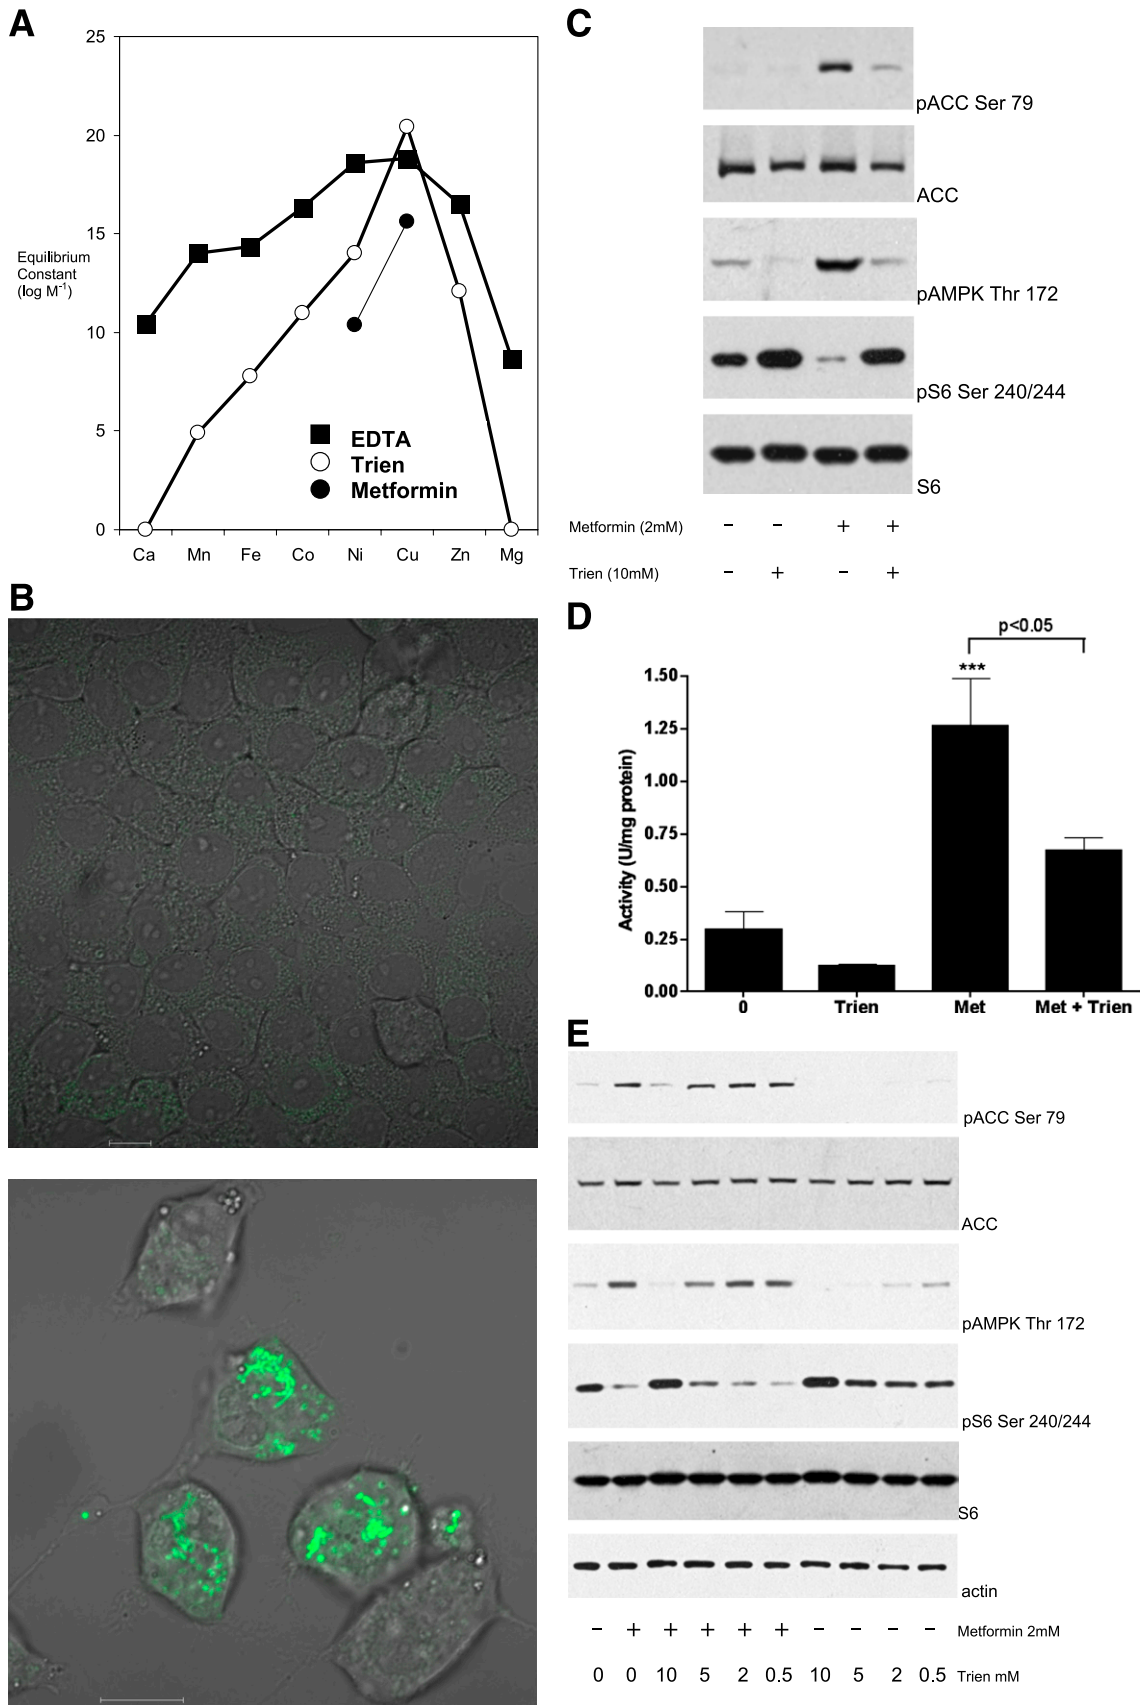 A
25
20
15
10
5
0
Equilibrium
Constant
(log M-1)
EDTA
Trien
Metformin
Ca Mn Fe Co Ni Cu Zn Mg
B
C
pACC Ser 79
ACC
pAMPK Thr 172
pS6 Ser 240/244
S6
Metformin (2mM) - - + +
Trien (10mM) - + - +
D
p<0.05
***
1.50
1.25
1.00
0.75
0.50
0.25
0.00
Activity (U/mg protein)
0 Trien Met Met + Trien
E
pACC Ser 79
ACC
pAMPK Thr 172
pS6 Ser 240/244
S6
actin
- + + + + + - - - - Metformin 2mM
0 0 10 5 2 0.5 10 5 2 0.5 Trien mM